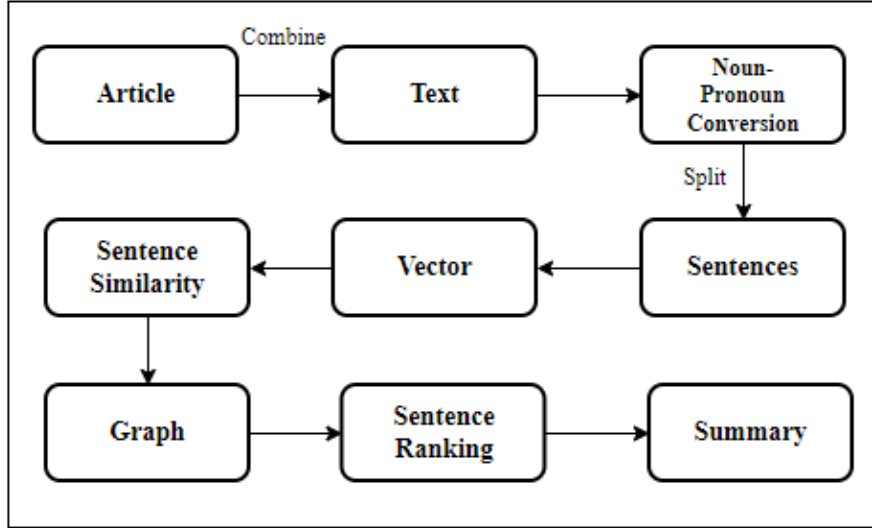 Combine
Article
Text
Noun-
Pronoun
Conversion
Split
Sentences
Vector
Sentence
Similarity
Graph
Sentence
Ranking
Summary